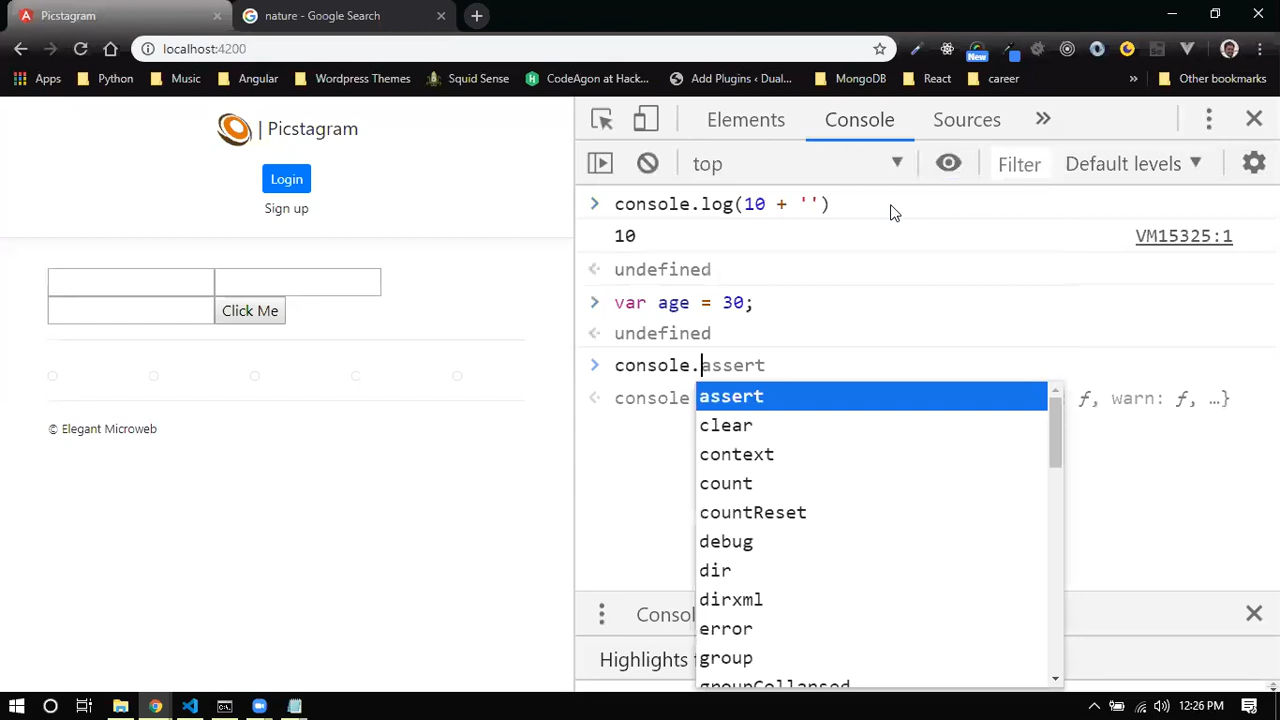 Picstagram
nature - Google Search
localhost:4200
New
Apps
Python
Music
Angular
Wordpress Themes
Squid Sense
CodeAgon at Hack...
Add Plugins ‹ Dual...
MongoDB
React
career
»
Other bookmarks
| Picstagram
Login
Sign up
Click Me
© Elegant Microweb
Elements
Console
Sources
»
top
Filter
Default levels
console.log(10 + '')
10
VM15325:1
undefined
var age = 30;
undefined
console.assert
console
ƒ, warn: ƒ, …}
assert
clear
context
count
countReset
debug
dir
dirxml
error
group
groupCollapsed
Consol
Highlights f
12:26 PM